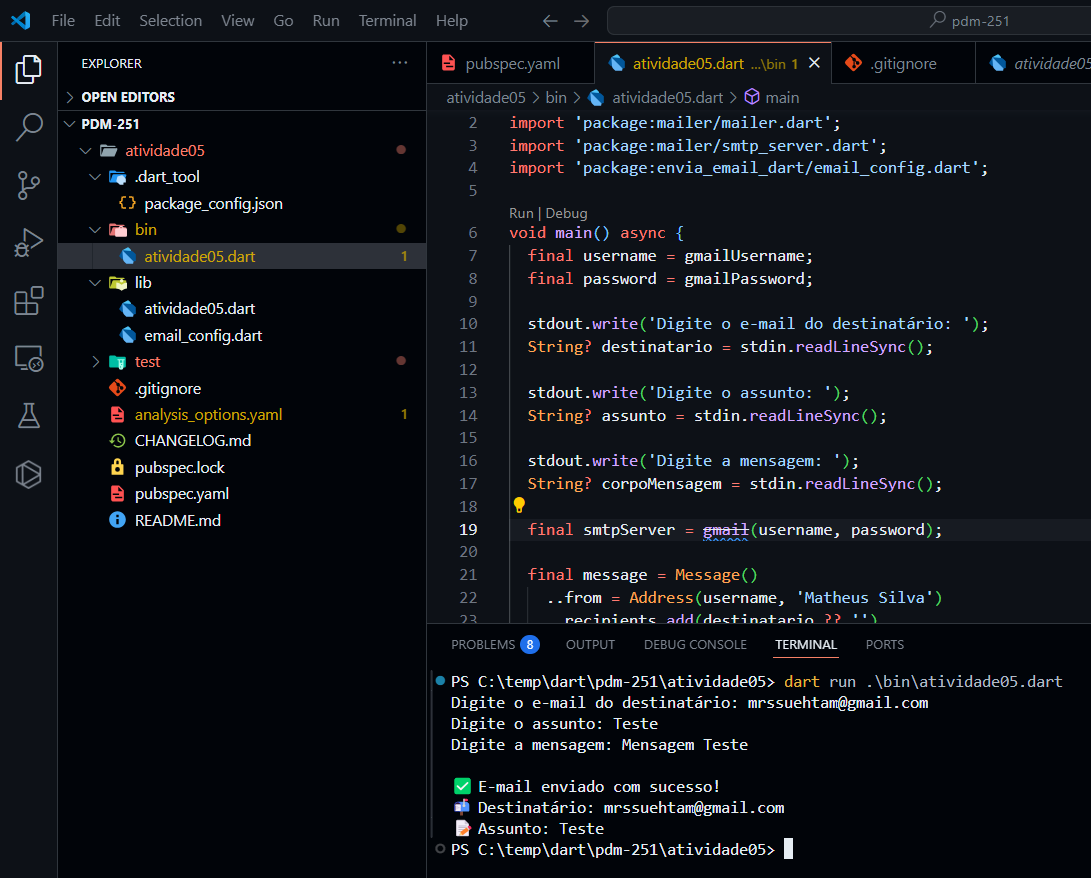 File Edit Selection View Go Run Terminal Help
pdm-251
EXPLORER
OPEN EDITORS
PDM-251
atividade05
.dart_tool
package_config.json
bin
atividade05.dart 1
lib
atividade05.dart
email_config.dart
test
.gitignore
analysis_options.yaml 1
CHANGELOG.md
pubspec.lock
pubspec.yaml
README.md
pubspec.yaml atividade05.dart ...\bin 1 .gitignore atividade05
atividade05 > bin > atividade05.dart > main
2 import 'package:mailer/mailer.dart';
3 import 'package:mailer/smtp_server.dart';
4 import 'package:envia_email_dart/email_config.dart';
5
Run | Debug
6 void main() async {
7 final username = gmailUsername;
8 final password = gmailPassword;
9
10 stdout.write('Digite o e-mail do destinatário: ');
11 String? destinatario = stdin.readLineSync();
12
13 stdout.write('Digite o assunto: ');
14 String? assunto = stdin.readLineSync();
15
16 stdout.write('Digite a mensagem: ');
17 String? corpoMensagem = stdin.readLineSync();
18
19 final smtpServer = gmail(username, password);
20
21 final message = Message()
22 ..from = Address(username, 'Matheus Silva')
23 ..recipients.add(destinatario ?? '')
PROBLEMS 8 OUTPUT DEBUG CONSOLE TERMINAL PORTS
PS C:\temp\dart\pdm-251\atividade05> dart run .\bin\atividade05.dart
Digite o e-mail do destinatário: mrssuehtam@gmail.com
Digite o assunto: Teste
Digite a mensagem: Mensagem Teste
✅ E-mail enviado com sucesso!
📬 Destinatário: mrssuehtam@gmail.com
📝 Assunto: Teste
PS C:\temp\dart\pdm-251\atividade05>